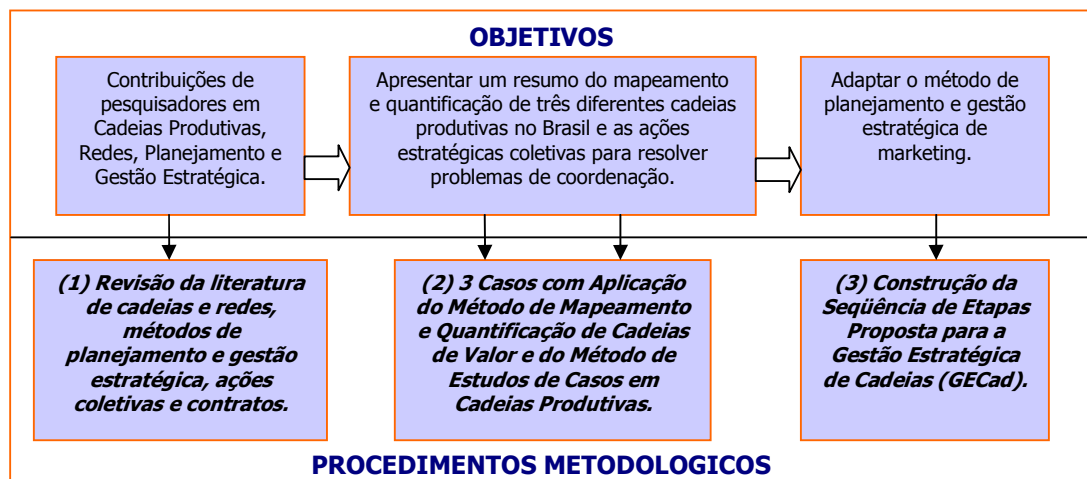 OBJETIVOS
Contribuições de
pesquisadores em
Cadeias Produtivas,
Redes, Planejamento e
Gestão Estratégica.
Apresentar um resumo do mapeamento
e quantificação de três diferentes cadeias
produtivas no Brasil e as ações
estratégicas coletivas para resolver
problemas de coordenação.
Adaptar o método de
planejamento e gestão
estratégica de
marketing.
(1) Revisão da literatura
de cadeias e redes,
métodos de
planejamento e gestão
estratégica, ações
coletivas e contratos.
(2) 3 Casos com Aplicação
do Método de Mapeamento
e Quantificação de Cadeias
de Valor e do Método de
Estudos de Casos em
Cadeias Produtivas.
(3) Construção da
Seqüência de Etapas
Proposta para a
Gestão Estratégica
de Cadeias (GECad).
PROCEDIMENTOS METODOLOGICOS